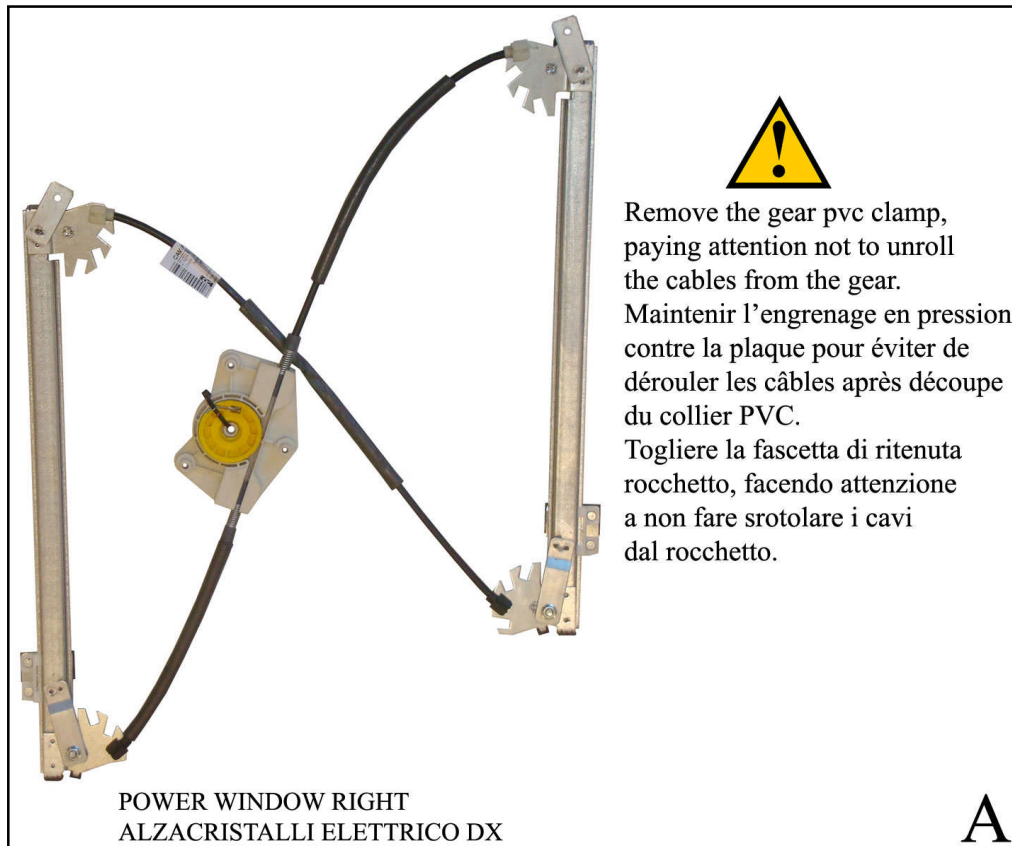 Remove the gear pvc clamp,
paying attention not to unroll
the cables from the gear.
Maintenir l’engrenage en pression
contre la plaque pour éviter de
dérouler les câbles après découpe
du collier PVC.
Togliere la fascetta di ritenuta
rocchetto, facendo attenzione
a non fare srotolare i cavi
dal rocchetto.
POWER WINDOW RIGHT
ALZACRISTALLI ELETTRICO DX
A